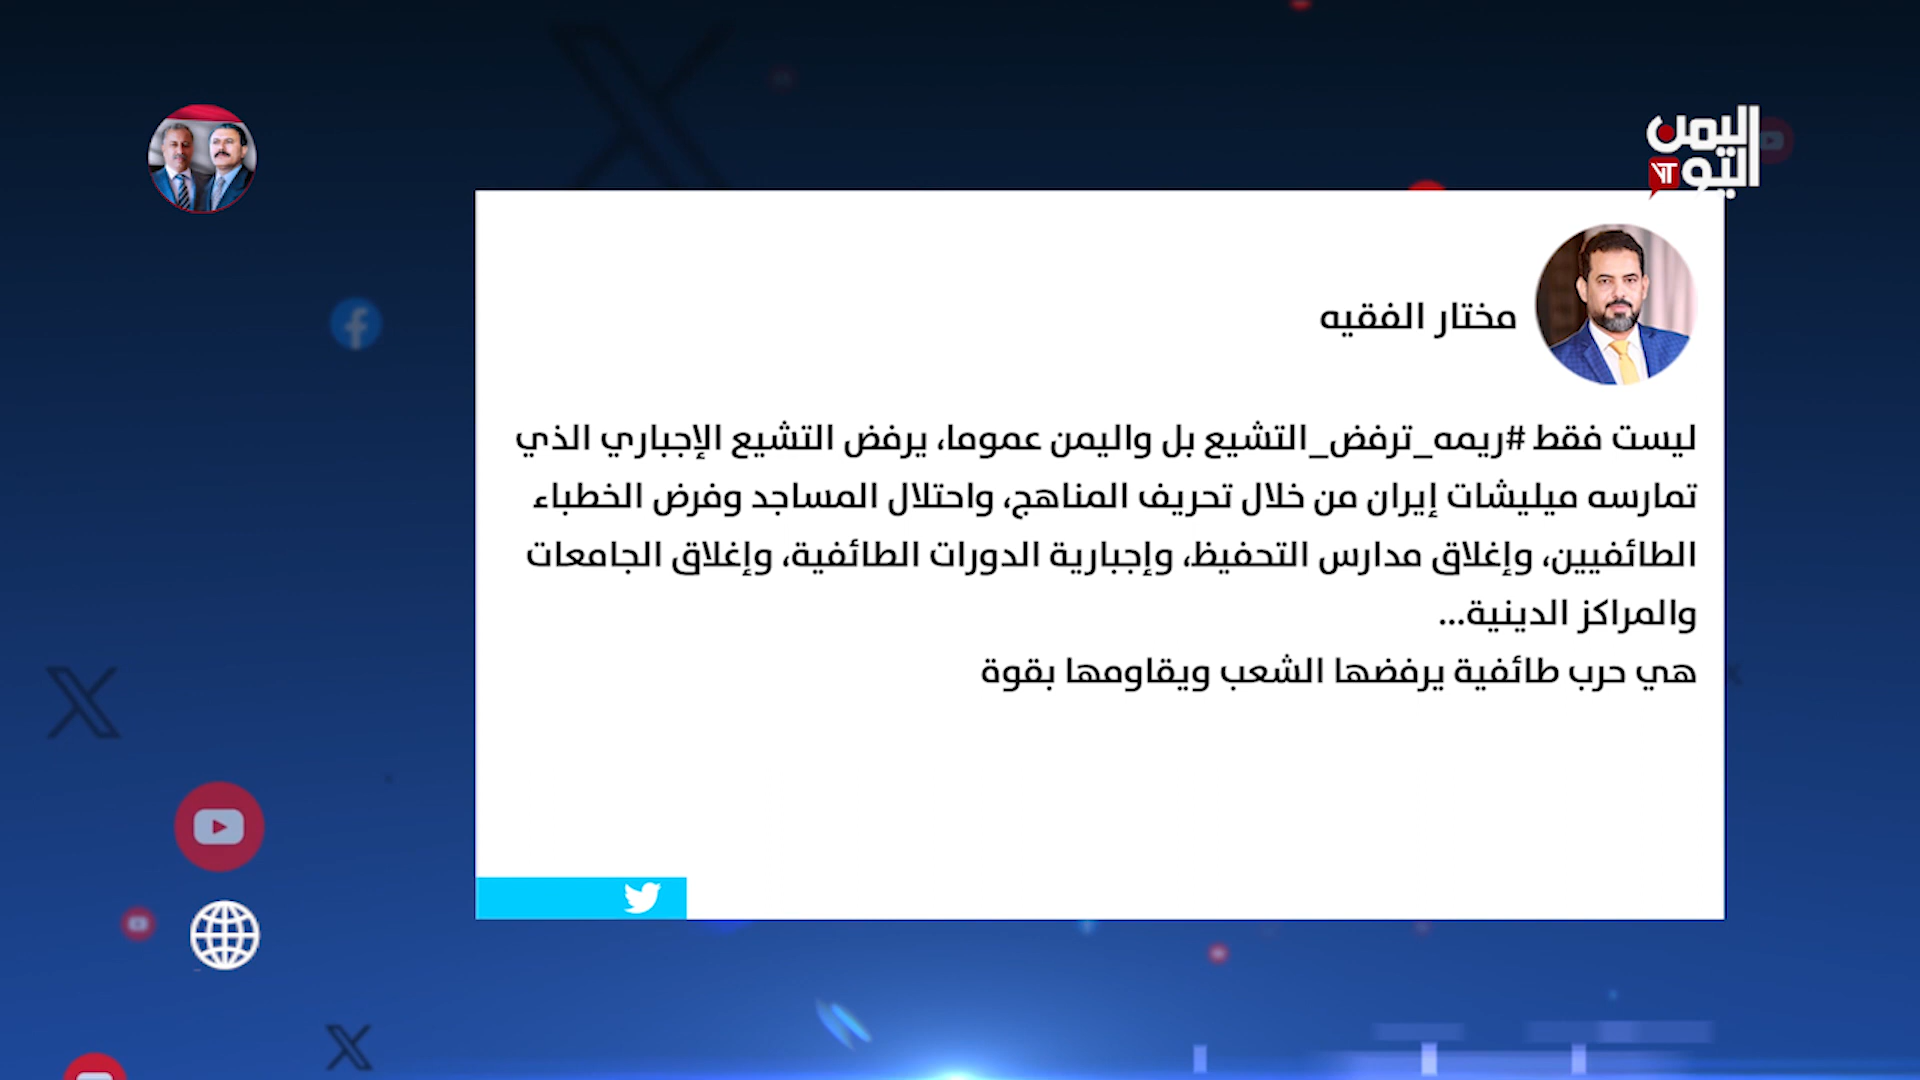 اليمن
اليوم
YT
مختار الفقيه
ليست فقط #ريمه_ترفض_التشيع بل واليمن عموما، يرفض التشيع الإجباري الذي
تمارسه ميليشات إيران من خلال تحريف المناهج، واحتلال المساجد وفرض الخطباء
الطائفيين، وإغلاق مدارس التحفيظ، وإجبارية الدورات الطائفية، وإغلاق الجامعات
والمراكز الدينية...
هي حرب طائفية يرفضها الشعب ويقاومها بقوة